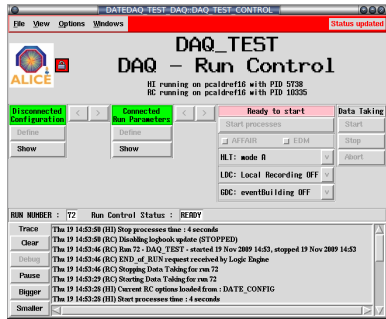 DATEDAQ_TEST_DAQ::DAQ_TEST_CONTROL
File View Options Windows
Status updated
ALICE
DAQ_TEST
DAQ – Run Control
HI running on pcaldref16 with PID 5738
RC running on pcaldref16 with PID 10335
Disconnected
Configuration
Define
Show
< >
Connected
Run Parameters
Define
Show
< >
Ready to start
Start processes
AFFAIR EDM
HLT: mode A
LDC: Local Recording OFF
GDC: eventBuilding OFF
Data Taking
Start
Stop
Abort
RUN NUMBER : 72 Run Control Status : READY
Trace
Clear
Debug
Pause
Bigger
Smaller
Thu 19 14:53:50 (HI) Stop processes time : 4 seconds
Thu 19 14:53:50 (RC) Disabling logbook update (STOPPED)
Thu 19 14:53:46 (RC) Run 72 - DAQ_TEST - started 19 Nov 2009 14:53, stopped 19 Nov 2009 14:53
Thu 19 14:53:46 (RC) END_of_RUN request received by Logic Engine
Thu 19 14:53:46 (RC) Stopping Data Taking for run 72
Thu 19 14:53:29 (RC) Starting Data Taking for run 72
Thu 19 14:53:28 (HI) Current RC options loaded from : DATE_CONFIG
Thu 19 14:53:28 (HI) Start processes time : 4 seconds